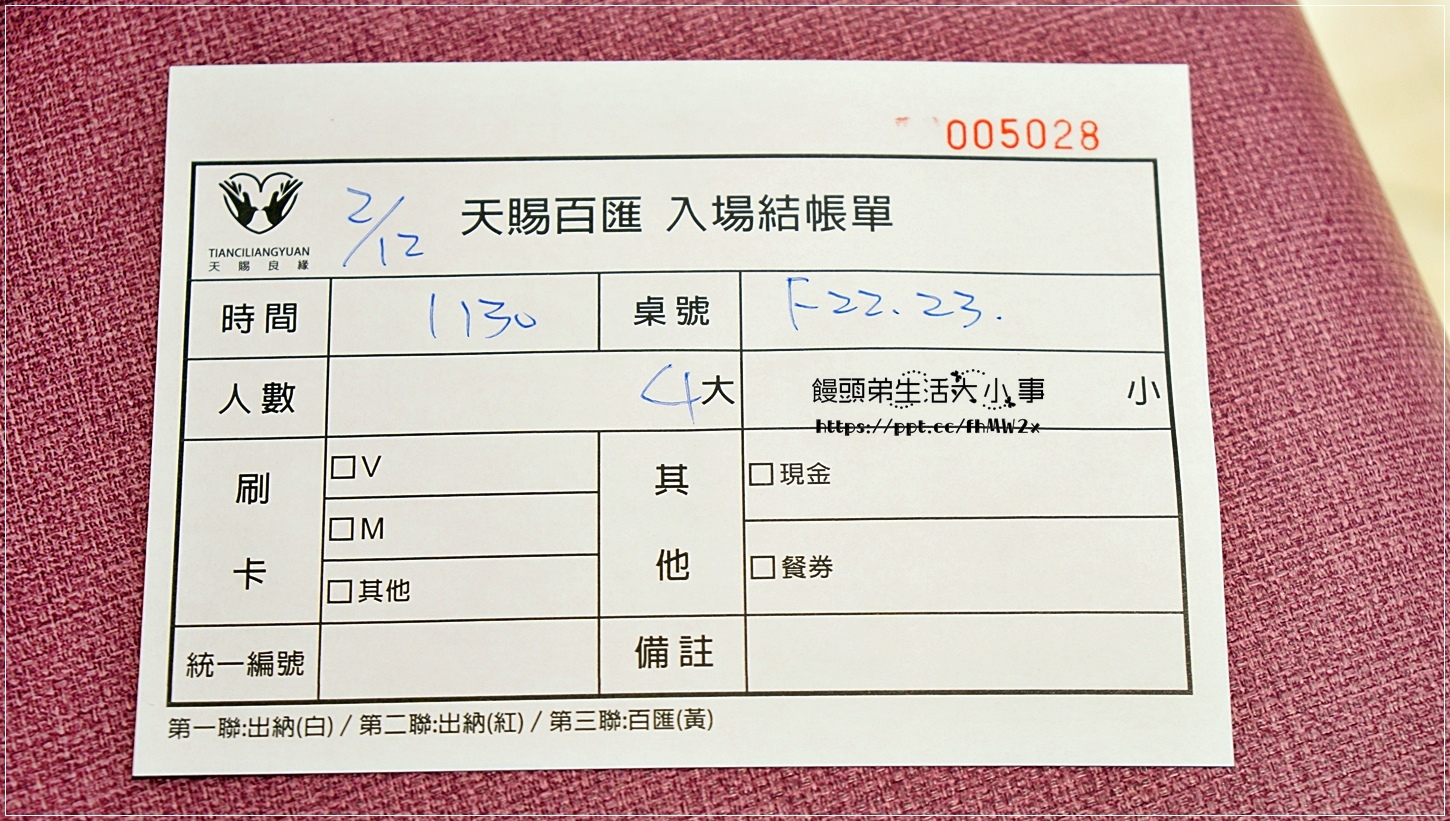 005028
TIANCILIANGYUAN
天賜良緣
2/12
天賜百匯 入場結帳單
時間 1130 桌號 F22.23.
人數 4大 小
饅頭弟生活大小事
https://ppt.cc/fhMW2x
刷卡
□V
□M
□其他
其他
□現金
□餐券
統一編號 備註
第一聯:出納(白) / 第二聯:出納(紅) / 第三聯:百匯(黃)